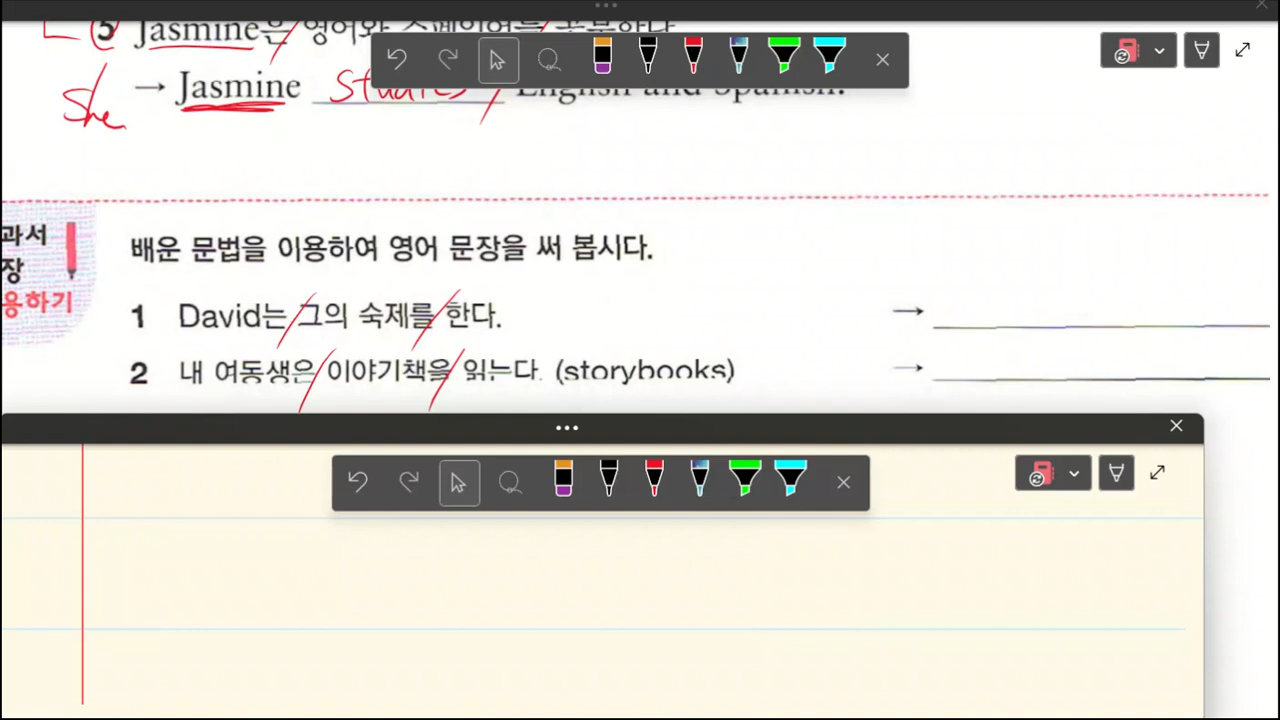 5 Jasmine은 영어와 스페인어를 공부한다
→ Jasmine studies English and Spanish.
She
과서
장
용하기
배운 문법을 이용하여 영어 문장을 써 봅시다.
1 David는 그의 숙제를 한다. →
2 내 여동생은 이야기책을 읽는다. (storybooks) →